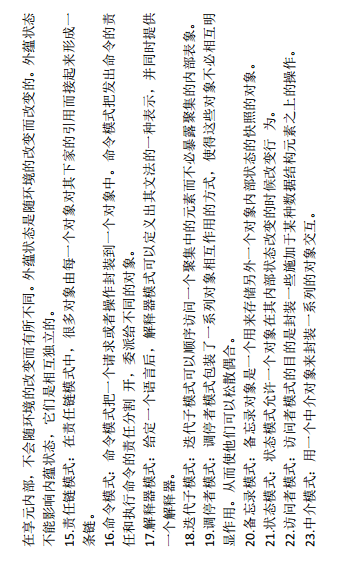 在享元内部，不会随环境的改变而有所不同。外蕴状态是随环境的改变而改变的。外蕴状态
不能影响内蕴状态，它们是相互独立的。
15.责任链模式：在责任链模式中，很多对象由每一个对象对其下家的引用而接起来形成一
条链。
16.命令模式：命令模式把一个请求或者操作封装到一个对象中。命令模式把发出命令的责
任和执行命令的责任分割 开，委派给不同的对象。
17.解释器模式：给定一个语言后，解释器模式可以定义出其文法的一种表示，并同时提供
一个解释器。
18.迭代子模式：迭代子模式可以顺序访问一个聚集中的元素而不必暴露聚集的内部表象。
19.调停者模式：调停者模式包装了一系列对象相互作用的方式，使得这些对象不必相互明
显作用。从而使他们可以松散偶合。
20.备忘录模式：备忘录对象是一个用来存储另外一个对象内部状态的快照的对象。
21.状态模式：状态模式允许一个对象在其内部状态改变的时候改变行 为。
22.访问者模式：访问者模式的目的是封装一些施加于某种数据结构元素之上的操作。
23.中介模式：用一个中介对象来封装一系列的对象交互。